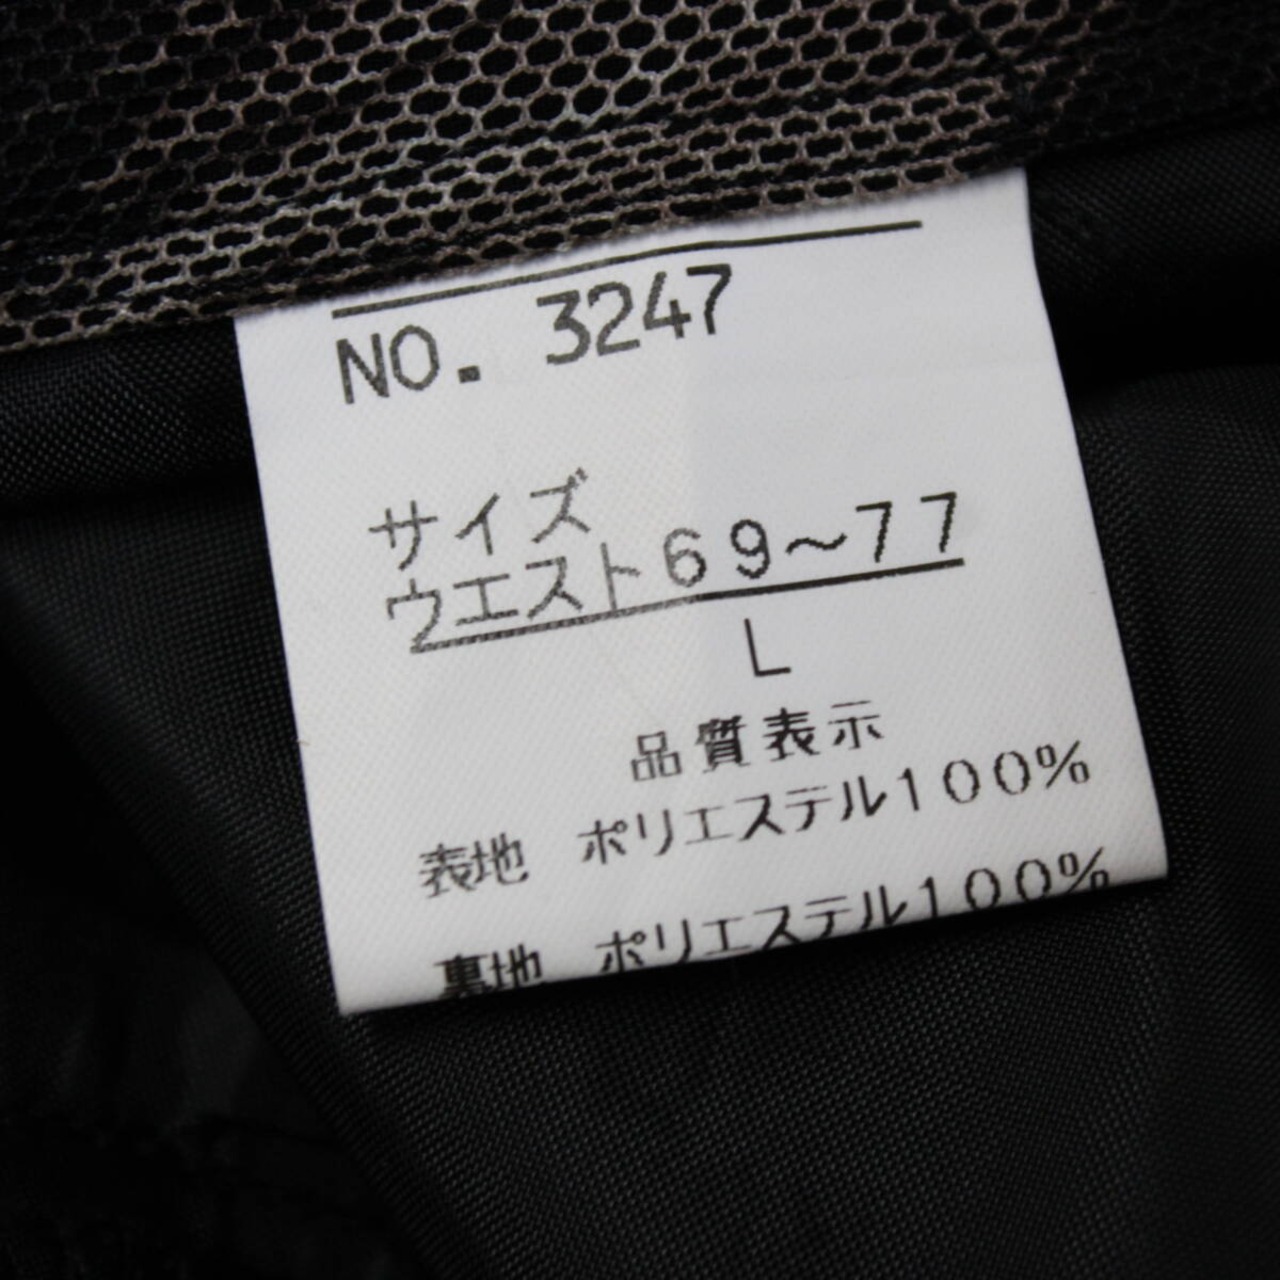 NO. 3247
サイズ
ウエスト69〜77
L
品質表示
表地 ポリエステル100%
裏地 ポリエステル100%